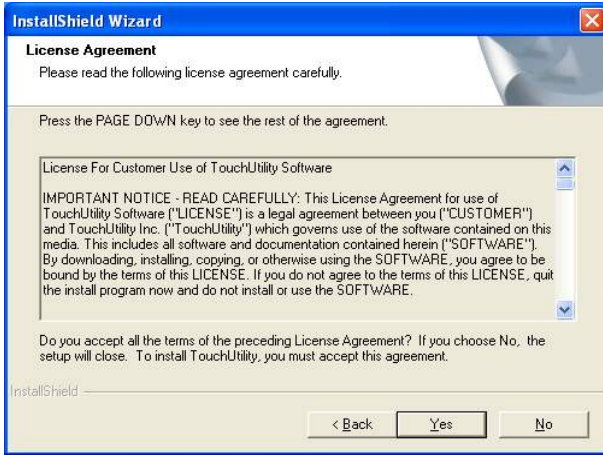 InstallShield Wizard
License Agreement
Please read the following license agreement carefully.
Press the PAGE DOWN key to see the rest of the agreement.
License For Customer Use of TouchUtility Software
IMPORTANT NOTICE - READ CAREFULLY: This License Agreement for use of
TouchUtility Software ("LICENSE") is a legal agreement between you ("CUSTOMER")
and TouchUtility Inc. ("TouchUtility") which governs use of the software contained on this
media. This includes all software and documentation contained herein ("SOFTWARE").
By downloading, installing, copying, or otherwise using the SOFTWARE, you agree to be
bound by the terms of this LICENSE. If you do not agree to the terms of this LICENSE, quit
the install program now and do not install or use the SOFTWARE.
Do you accept all the terms of the preceding License Agreement? If you choose No, the
setup will close. To install TouchUtility, you must accept this agreement.
InstallShield
< Back Yes No